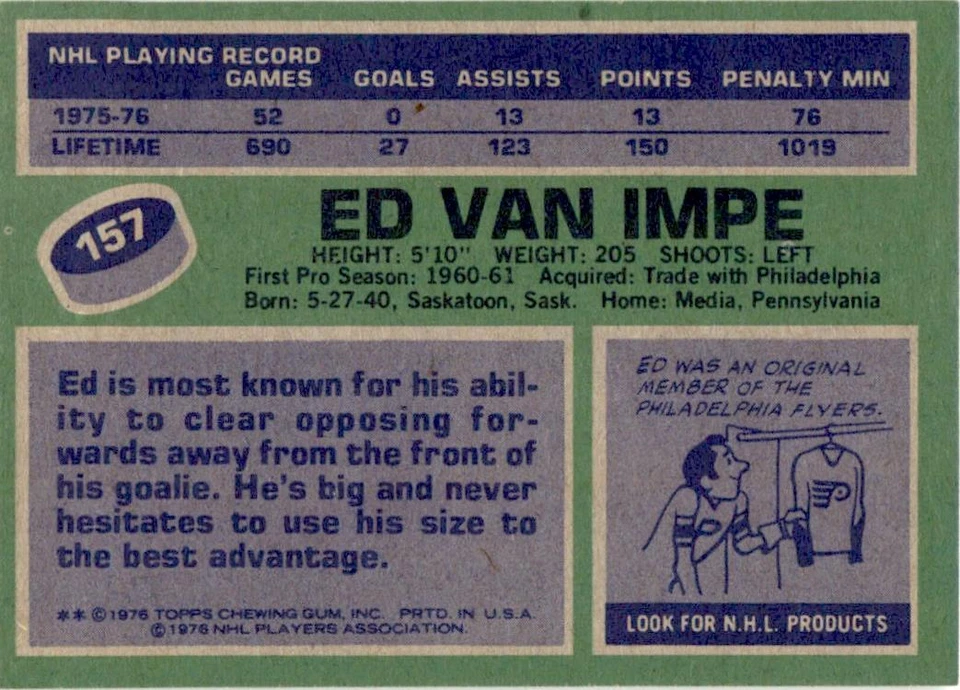 NHL PLAYING RECORD
GAMES GOALS ASSISTS POINTS PENALTY MIN
1975-76 52 0 13 13 76
LIFETIME 690 27 123 150 1019
157
ED VAN IMPE
HEIGHT: 5'10" WEIGHT: 205 SHOOTS: LEFT
First Pro Season: 1960-61 Acquired: Trade with Philadelphia
Born: 5-27-40, Saskatoon, Sask. Home: Media, Pennsylvania
Ed is most known for his abil-
ity to clear opposing for-
wards away from the front of
his goalie. He's big and never
hesitates to use his size to
the best advantage.
** © 1976 TOPPS CHEWING GUM, INC. PRTD. IN U.S.A.
© 1976 NHL PLAYERS ASSOCIATION.
ED WAS AN ORIGINAL
MEMBER OF THE
PHILADELPHIA FLYERS.
LOOK FOR N.H.L. PRODUCTS